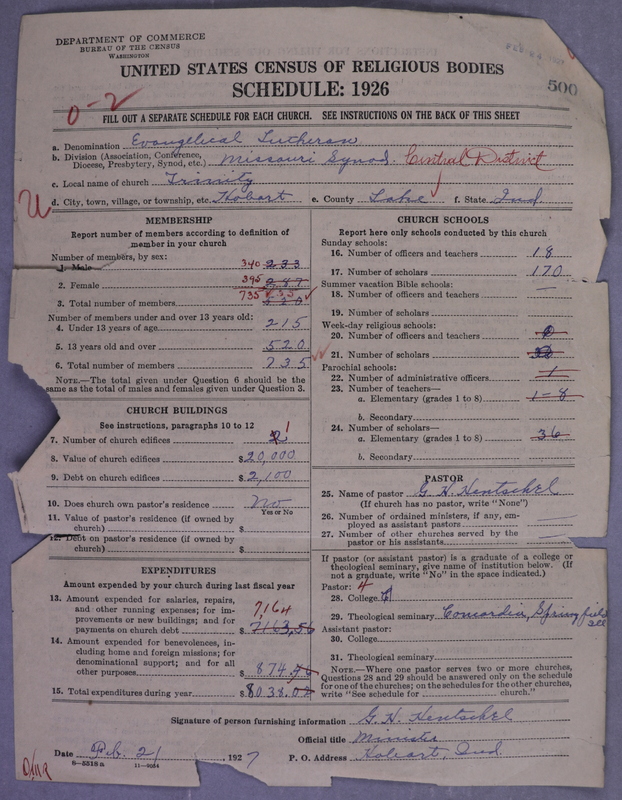 DEPARTMENT OF COMMERCE
BUREAU OF THE CENSUS
WASHINGTON
UNITED STATES CENSUS OF RELIGIOUS BODIES
SCHEDULE: 1926
500
0-2
FILL OUT A SEPARATE SCHEDULE FOR EACH CHURCH. SEE INSTRUCTIONS ON THE BACK OF THIS SHEET
a. Denomination Evangelical Lutheran
b. Division (Association, Conference, Diocese, Presbytery, Synod, etc.) Missouri Synod. Central District
c. Local name of church Trinity
U
d. City, town, village, or township, etc. Hobart e. County Lake f. State Ind.
MEMBERSHIP
Report number of members according to definition of member in your church
Number of members, by sex:
1. Male 340 233
2. Female 395 287
3. Total number of members 735
Number of members under and over 13 years old:
4. Under 13 years of age 215
5. 13 years old and over 520
6. Total number of members 735
NOTE.—The total given under Question 6 should be the same as the total of males and females given under Question 3.
CHURCH BUILDINGS
See instructions, paragraphs 10 to 12
7. Number of church edifices 1
8. Value of church edifices $20,000
9. Debt on church edifices $2,100
10. Does church own pastor's residence No
Yes or No
11. Value of pastor's residence (if owned by church) $
12. Debt on pastor's residence (if owned by church) $
EXPENDITURES
Amount expended by your church during last fiscal year
13. Amount expended for salaries, repairs, and other running expenses; for improvements or new buildings; and for payments on church debt 7,164 $7163,56
14. Amount expended for benevolences, including home and foreign missions; for denominational support; and for all other purposes $874.
15. Total expenditures during year $8038.02
CHURCH SCHOOLS
Report here only schools conducted by this church
Sunday schools:
16. Number of officers and teachers 18
17. Number of scholars 170
Summer vacation Bible schools:
18. Number of officers and teachers —
19. Number of scholars
Week-day religious schools:
20. Number of officers and teachers
21. Number of scholars
Parochial schools:
22. Number of administrative officers 1
23. Number of teachers—
a. Elementary (grades 1 to 8) 1-8
b. Secondary
24. Number of scholars—
a. Elementary (grades 1 to 8) 36
b. Secondary
PASTOR
25. Name of pastor G. H. Hentschel
(If church has no pastor, write "None")
26. Number of ordained ministers, if any, employed as assistant pastors —
27. Number of other churches served by the pastor or his assistants —
If pastor (or assistant pastor) is a graduate of a college or theological seminary, give name of institution below. (If not a graduate, write "No" in the space indicated.)
Pastor: 4
28. College
29. Theological seminary Concordia, Springfield Ill
Assistant pastor:
30. College
31. Theological seminary
NOTE.—Where one pastor serves two or more churches, Questions 28 and 29 should be answered only on the schedule for one of the churches; on the schedules for the other churches, write "See schedule for ........ church."
Signature of person furnishing information G. H. Hentschel
Official title Minister
Date Feb. 21, 1927 P. O. Address Hobart, Ind.
8-5518a 11-9054